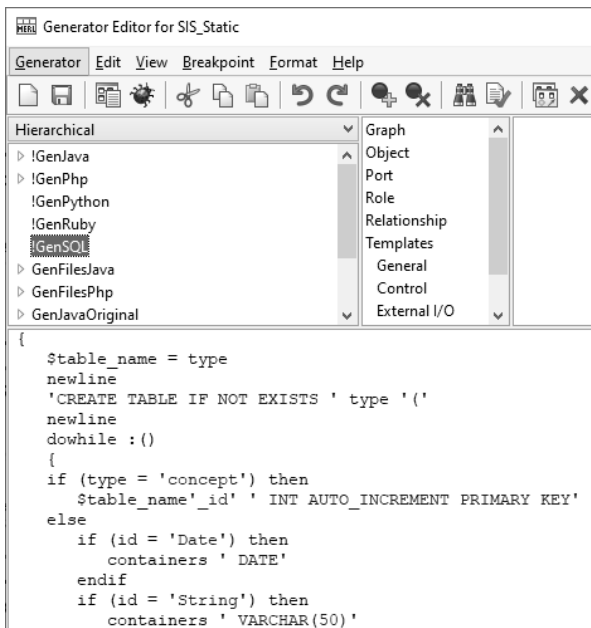 MERL Generator Editor for SIS_Static
Generator Edit View Breakpoint Format Help
Hierarchical
!GenJava
!GenPhp
!GenPython
!GenRuby
!GenSQL
GenFilesJava
GenFilesPhp
GenJavaOriginal
Graph
Object
Port
Role
Relationship
Templates
General
Control
External I/O
{
$table_name = type
newline
'CREATE TABLE IF NOT EXISTS ' type '('
newline
dowhile :()
{
if (type = 'concept') then
$table_name'_id' ' INT AUTO_INCREMENT PRIMARY KEY'
else
if (id = 'Date') then
containers ' DATE'
endif
if (id = 'String') then
containers ' VARCHAR(50)'